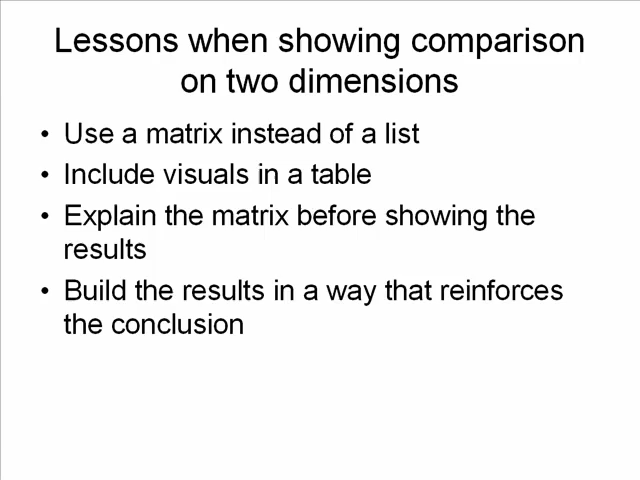 Lessons when showing comparison
on two dimensions
• Use a matrix instead of a list
• Include visuals in a table
• Explain the matrix before showing the
results
• Build the results in a way that reinforces
the conclusion